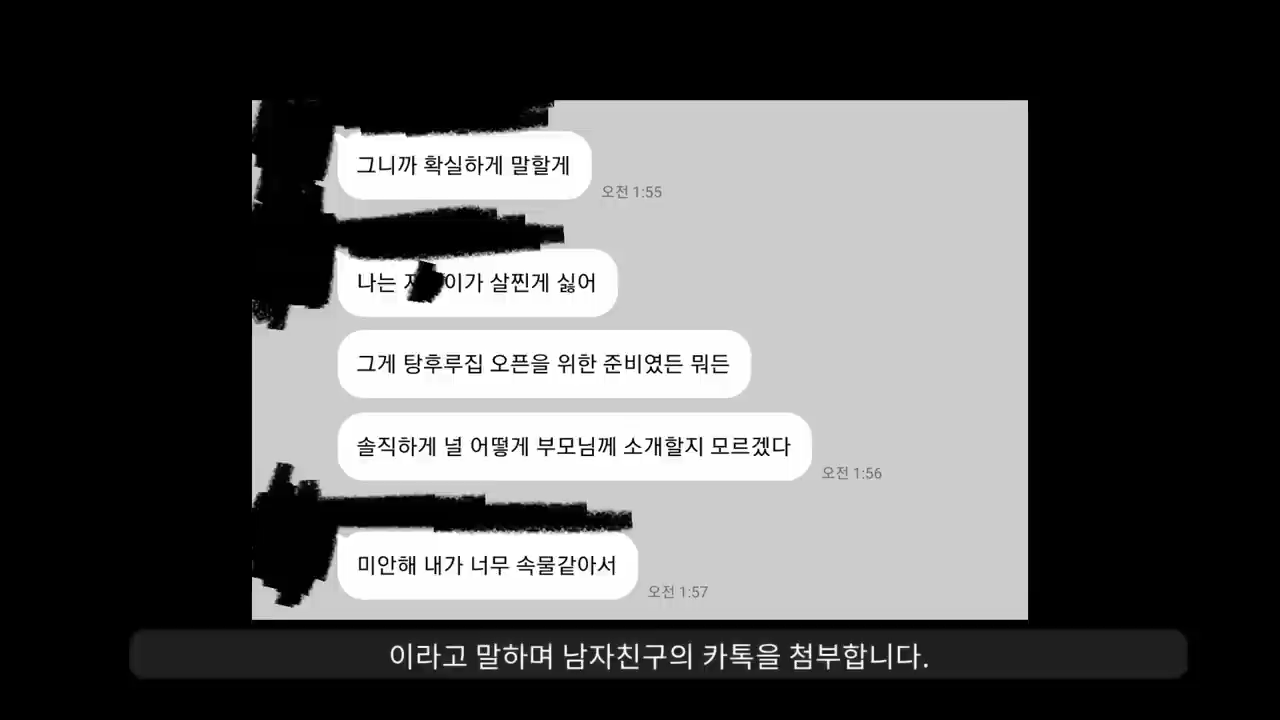 그니까 확실하게 말할게
오전 1:55
나는 이가 살찐게 싫어
그게 탕후루집 오픈을 위한 준비였든 뭐든
솔직하게 널 어떻게 부모님께 소개할지 모르겠다
오전 1:56
미안해 내가 너무 속물같아서
오전 1:57
이라고 말하며 남자친구의 카톡을 첨부합니다.